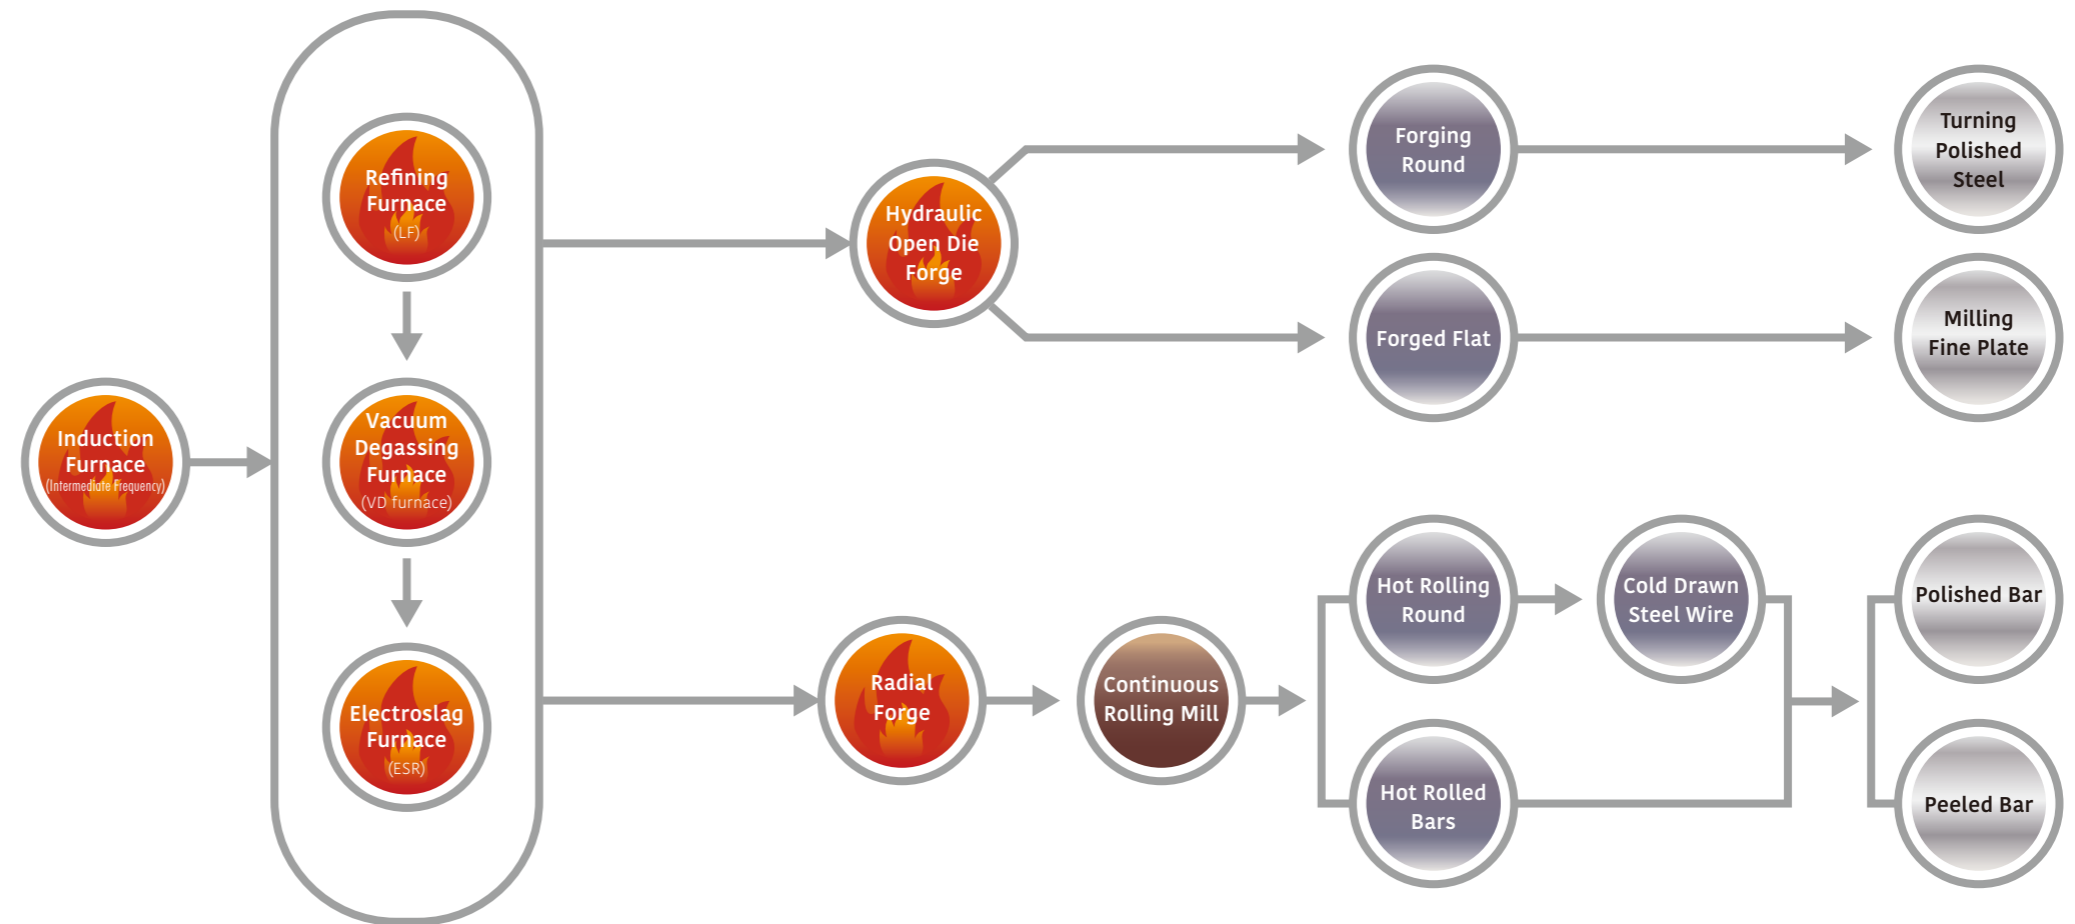 Induction
Furnace
(Intermediate Frequency)
Refining
Furnace
(LF)
Vacuum
Degassing
Furnace
(VD furnace)
Electroslag
Furnace
(ESR)
Hydraulic
Open Die
Forge
Forging
Round
Turning
Polished
Steel
Forged Flat
Milling
Fine Plate
Radial
Forge
Continuous
Rolling Mill
Hot Rolling
Round
Cold Drawn
Steel Wire
Hot Rolled
Bars
Polished Bar
Peeled Bar